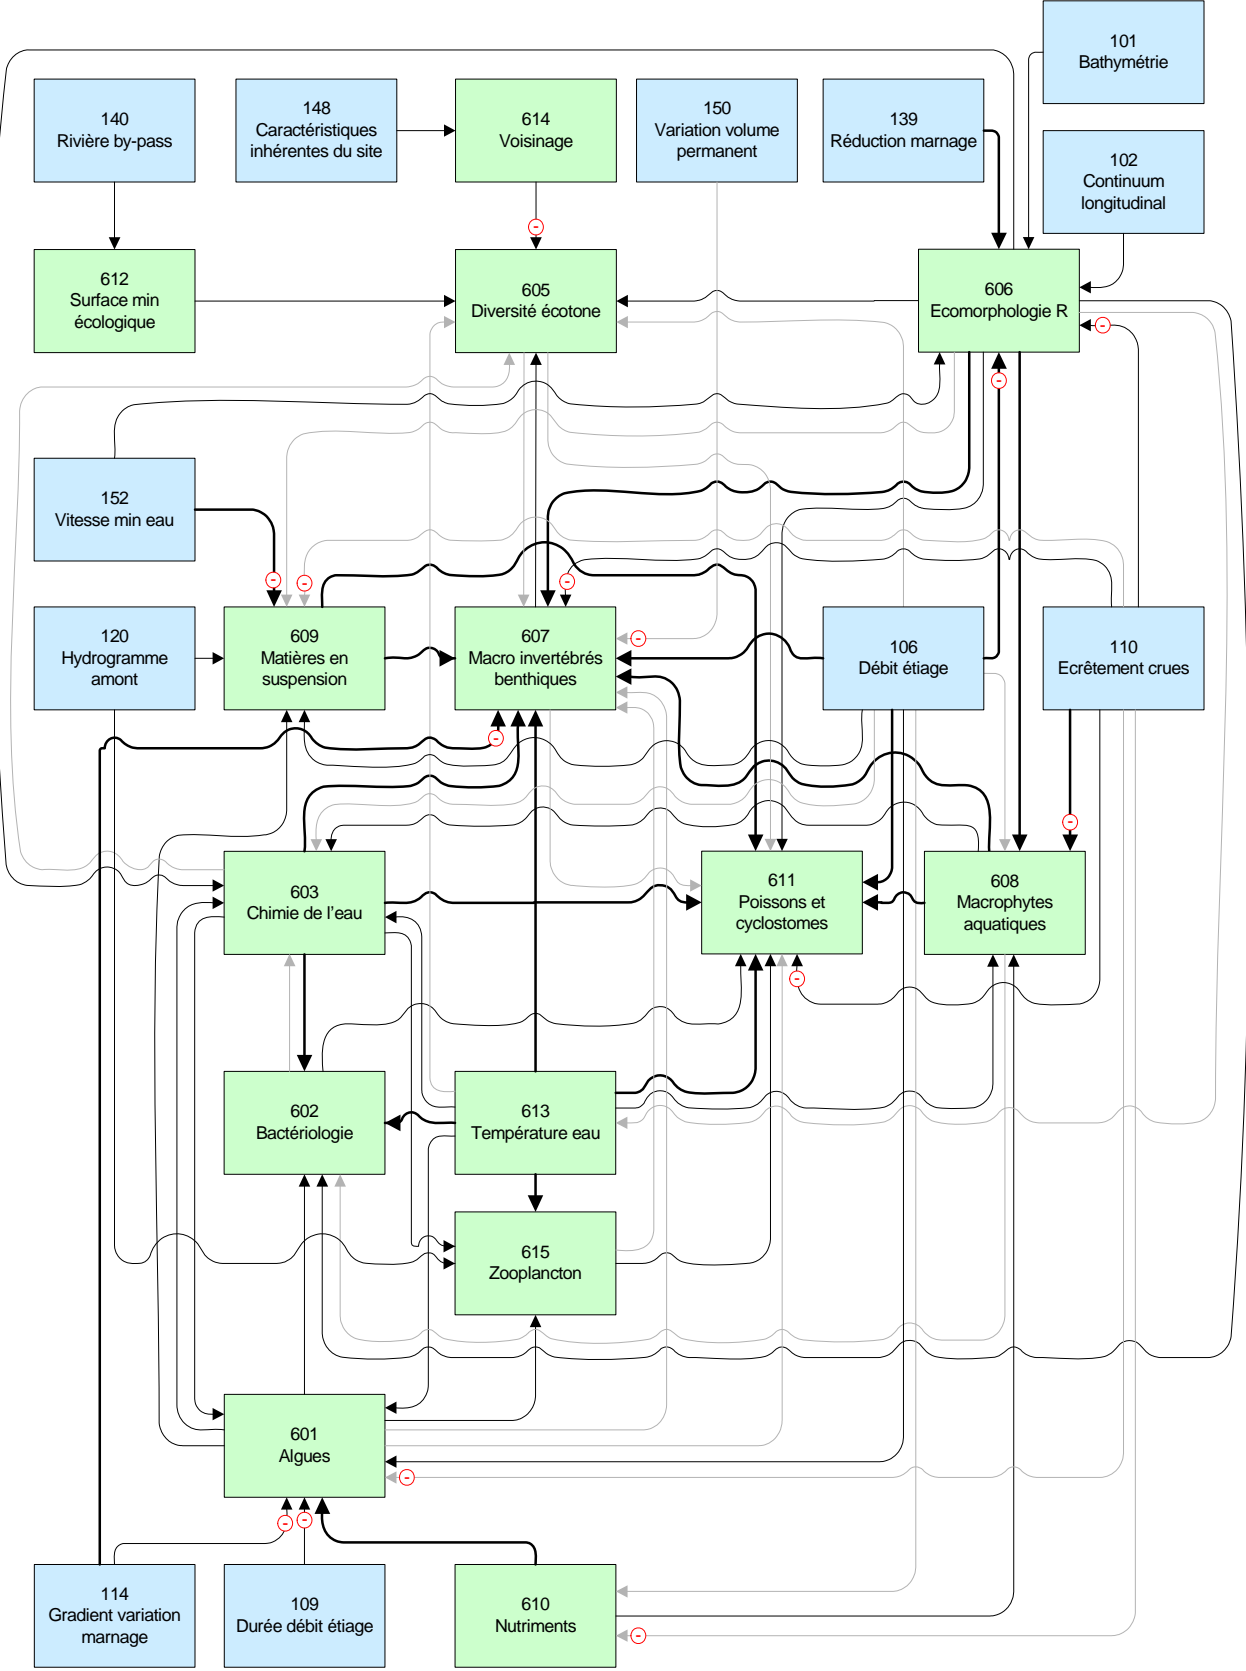 101
Bathymétrie
140
Rivière by-pass
148
Caractéristiques
inhérentes du site
614
Voisinage
150
Variation volume
permanent
139
Réduction marnage
102
Continuum
longitudinal
-
612
Surface min
écologique
605
Diversité écotone
606
Ecomorphologie R
-
-
152
Vitesse min eau
-
-
-
120
Hydrogramme
amont
609
Matières en
suspension
607
Macro invertébrés
benthiques
-
106
Débit étiage
110
Ecrêtement crues
-
-
603
Chimie de l'eau
611
Poissons et
cyclostomes
608
Macrophytes
aquatiques
-
602
Bactériologie
613
Température eau
615
Zooplancton
601
Algues
-
-
-
114
Gradient variation
marnage
109
Durée débit étiage
610
Nutriments
-